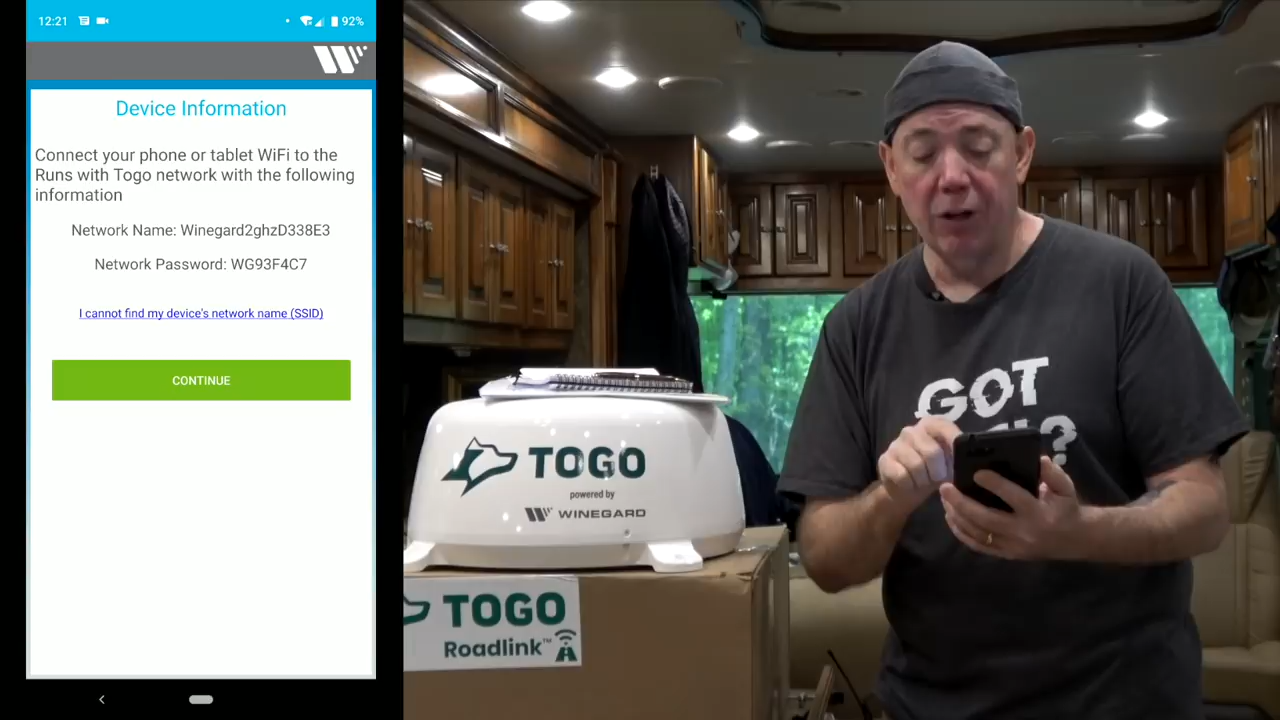 12:21
92%
Device Information
Connect your phone or tablet WiFi to the
Runs with Togo network with the following
information
Network Name: Winegard2ghzD338E3
Network Password: WG93F4C7
I cannot find my device's network name (SSID)
CONTINUE
GOT
?
TOGO
powered by
WINEGARD
TOGO
Roadlink™